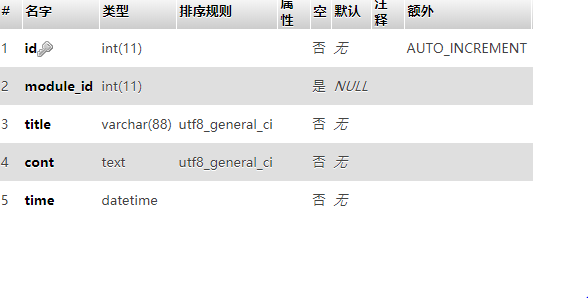 # 名字 类型 排序规则 属性 空 默认 注释 额外
1 id int(11) 否 无 AUTO_INCREMENT
2 module_id int(11) 是 NULL
3 title varchar(88) utf8_general_ci 否 无
4 cont text utf8_general_ci 否 无
5 time datetime 否 无